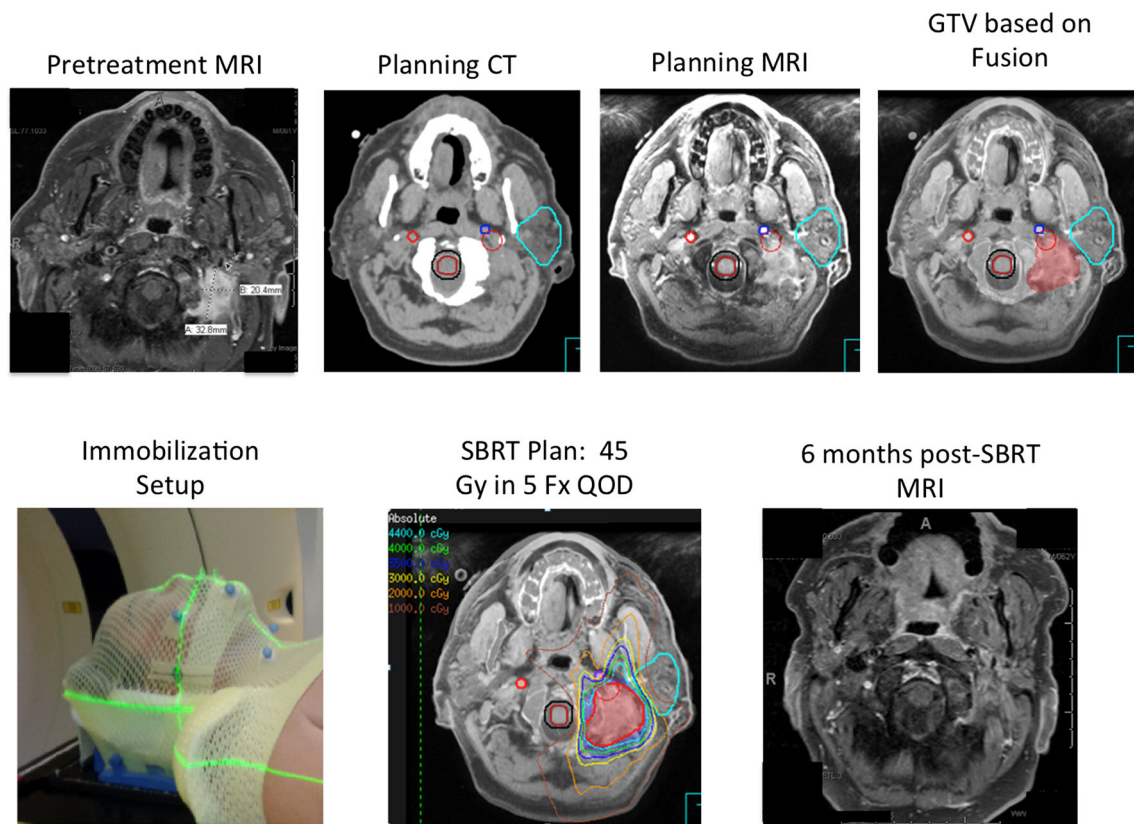 Pretreatment MRI
Planning CT
Planning MRI
GTV based on
Fusion
A
R
B: 20.4mm
A: 32.8mm
Immobilization
Setup
SBRT Plan: 45
Gy in 5 Fx QOD
6 months post-SBRT
MRI
Absolute
4400.0 cGy
4000.0 cGy
3500.0 cGy
3000.0 cGy
2000.0 cGy
1000.0 cGy
A
R